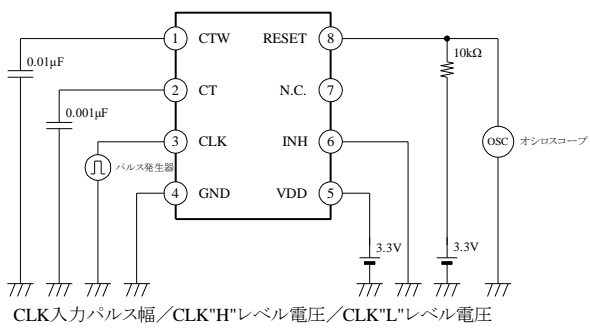 1 CTW RESET 8
0.01μF
10kΩ
2 CT N.C. 7
0.001μF
3 CLK INH 6
パルス発生器
OSC オシロスコープ
4 GND VDD 5
3.3V 3.3V
CLK入力パルス幅／CLK"H"レベル電圧／CLK"L"レベル電圧